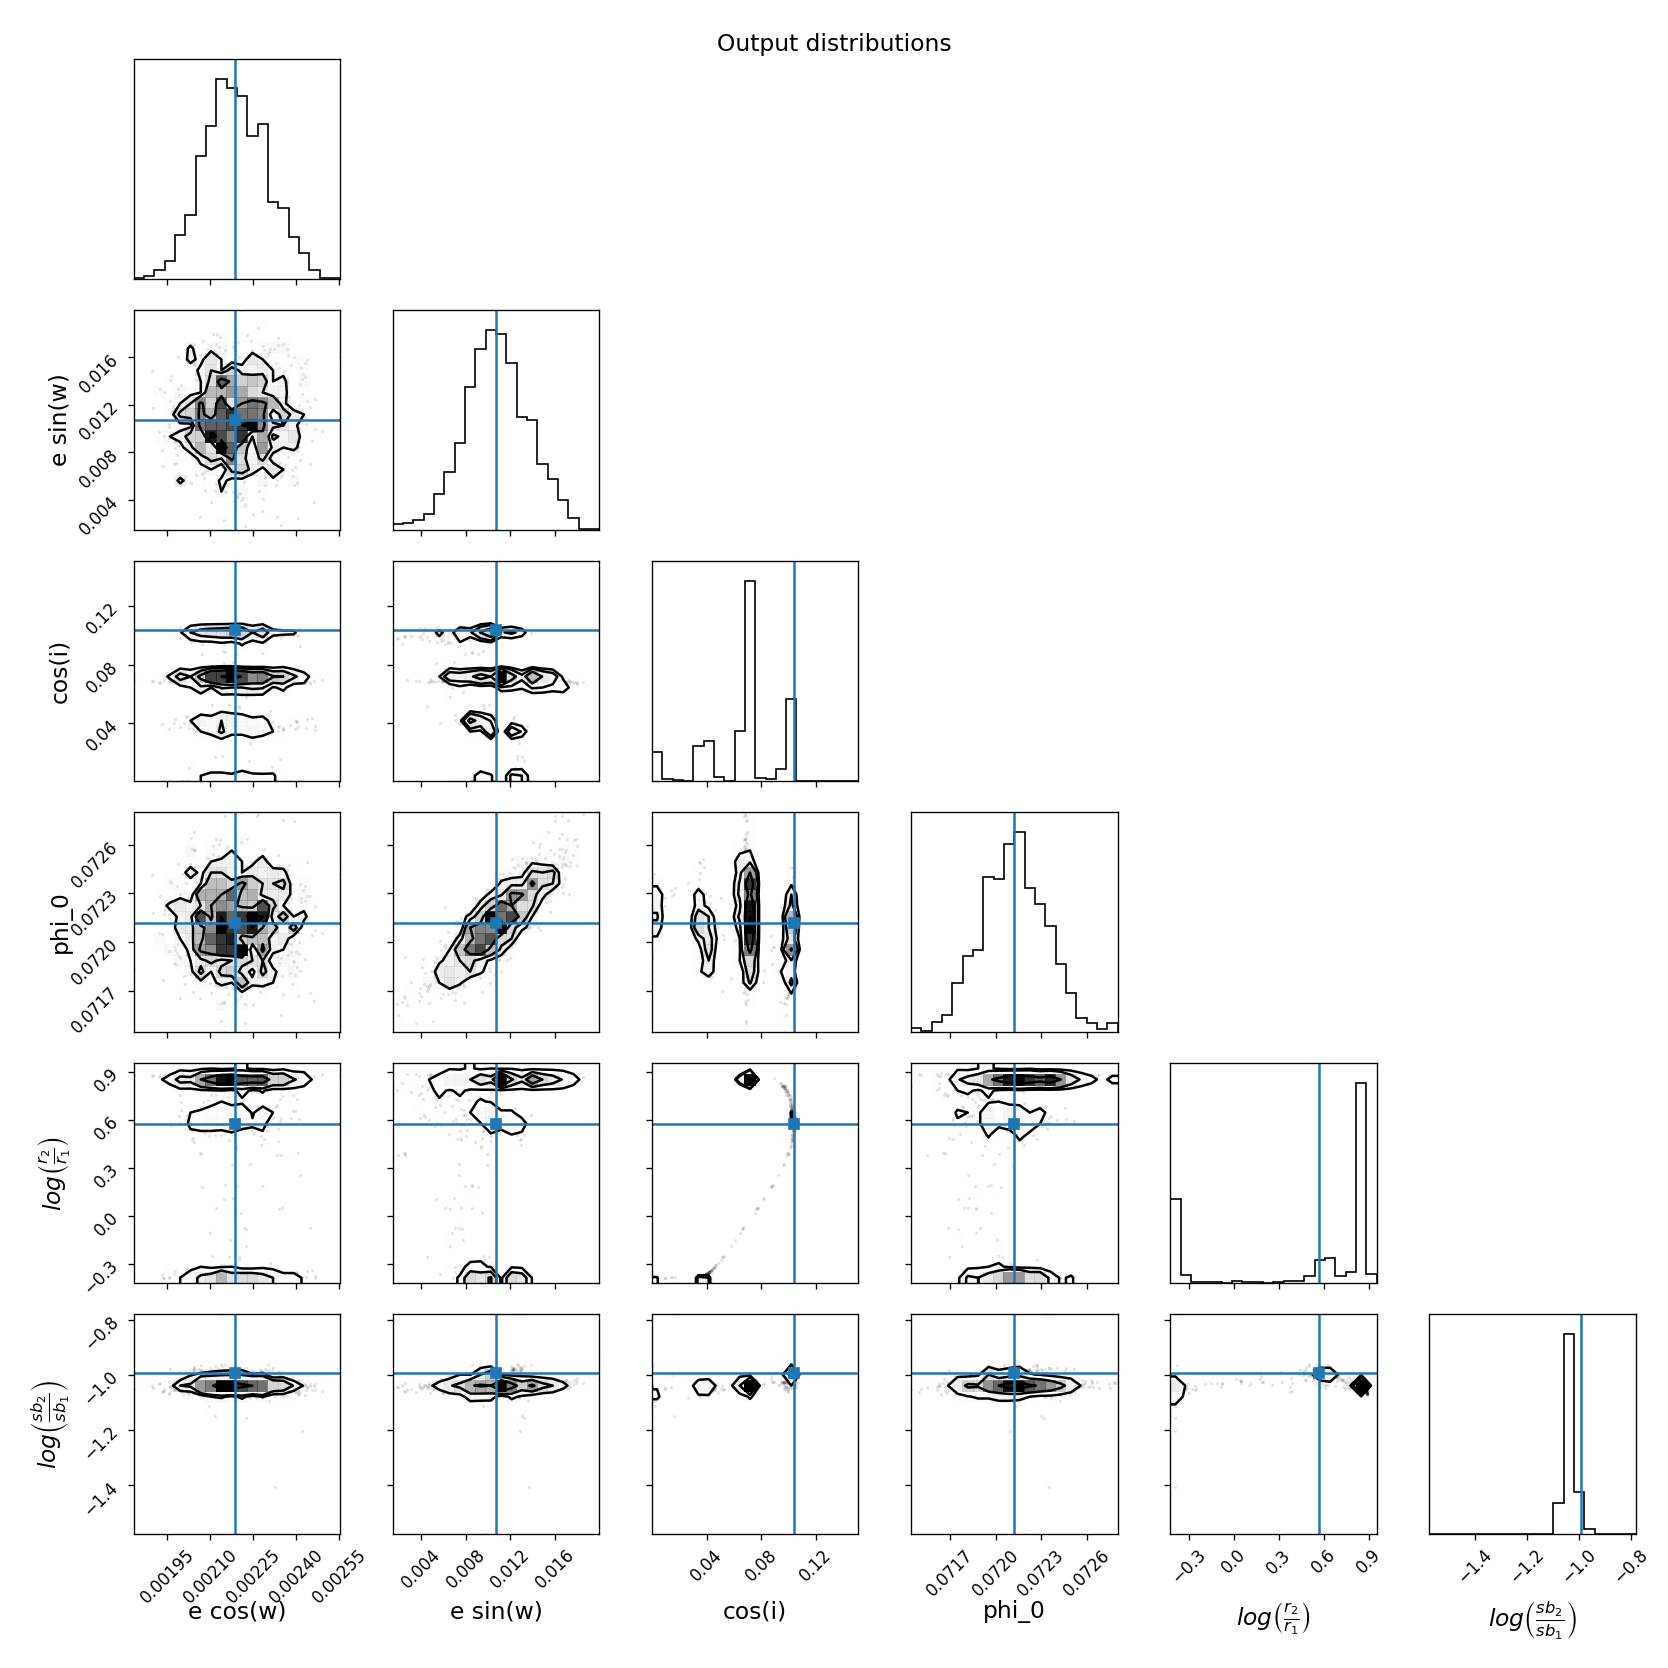 Output distributions
e sin(w)
0.016
0.012
0.008
0.004
cos(i)
0.12
0.08
0.04
phi_0
0.0726
0.0723
0.0720
0.0717
log(r2/r1)
0.9
0.6
0.3
0.0
−0.3
log(sb2/sb1)
−0.8
−1.0
−1.2
−1.4
0.00195 0.00210 0.00225 0.00240 0.00255
0.004 0.008 0.012 0.016
0.04 0.08 0.12
0.0717 0.0720 0.0723 0.0726
−0.3 0.0 0.3 0.6 0.9
−1.4 −1.2 −1.0 −0.8
e cos(w)
e sin(w)
cos(i)
phi_0
log(r2/r1)
log(sb2/sb1)